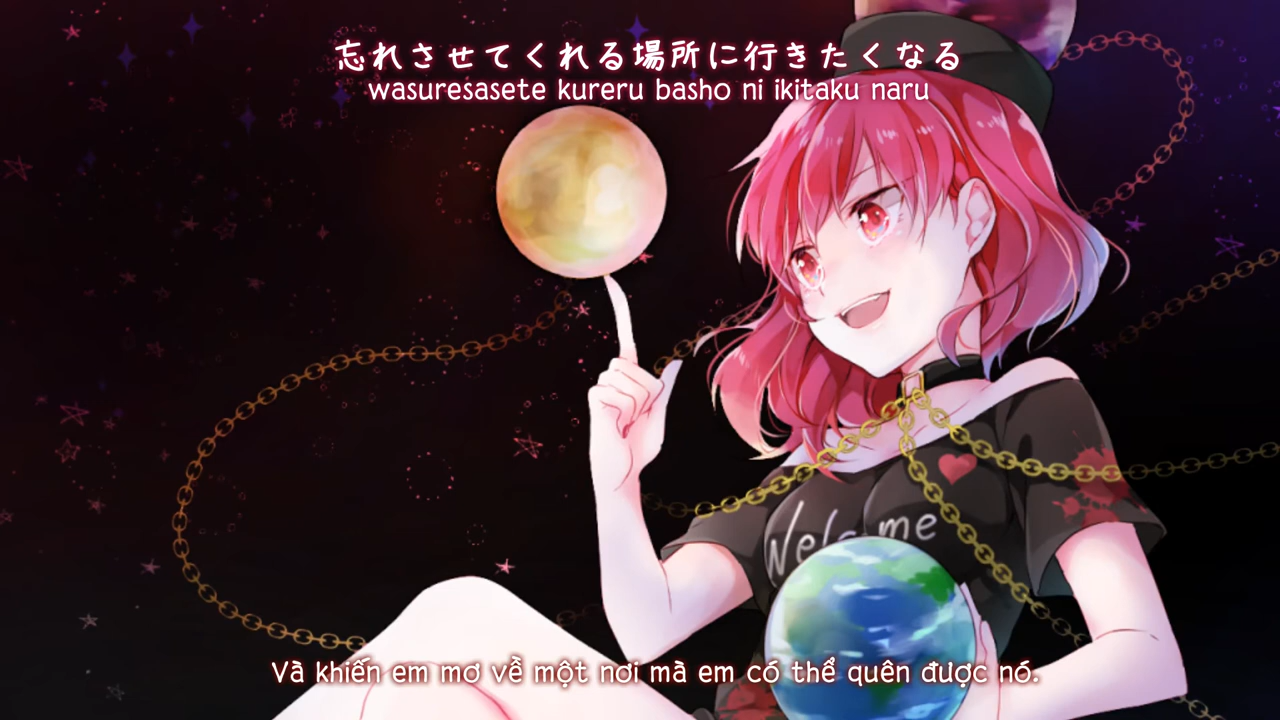 忘れさせてくれる場所に行きたくなる
wasuresasete kureru basho ni ikitaku naru
Welcome
Và khiến em mơ về một nơi mà em có thể quên được nó.